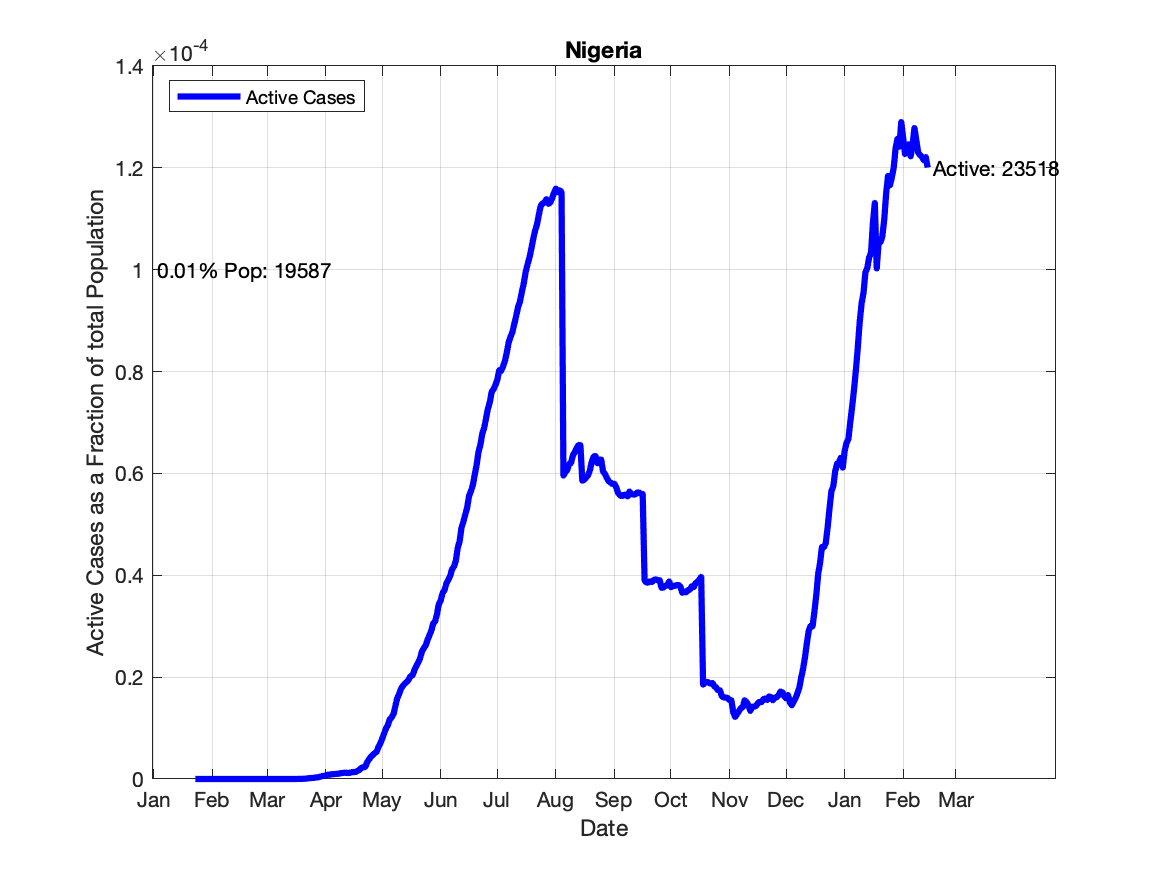 Nigeria
×10-4
Active Cases
1.4
1.2
1
0.8
0.6
0.4
0.2
0
Active Cases as a Fraction of total Population
0.01% Pop: 19587
Active: 23518
Jan Feb Mar Apr May Jun Jul Aug Sep Oct Nov Dec Jan Feb Mar
Date